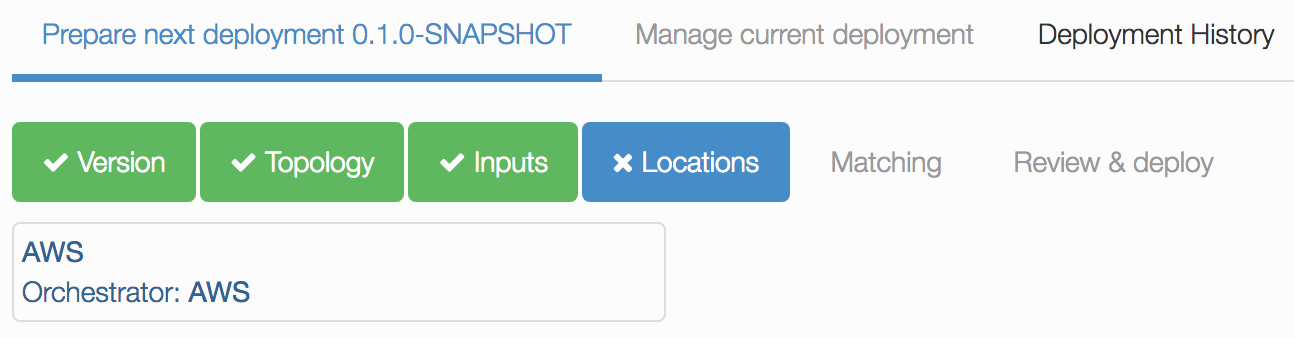 Prepare next deployment 0.1.0-SNAPSHOT Manage current deployment Deployment History
Version Topology Inputs Locations Matching Review & deploy
AWS
Orchestrator: AWS